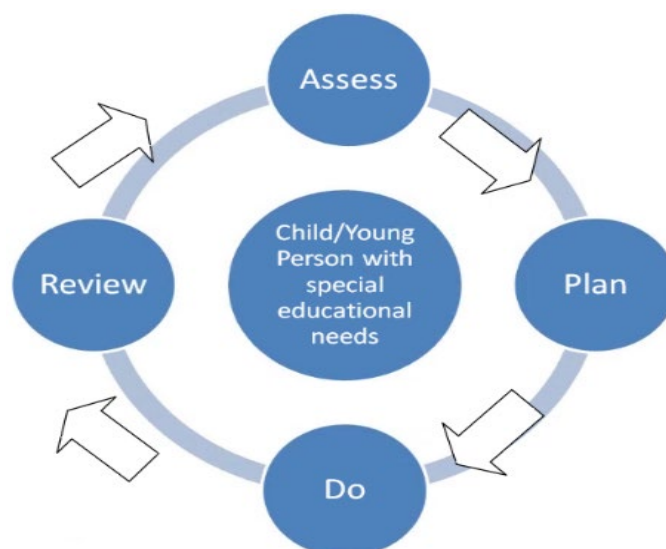 Assess
Child/Young
Person with
special
educational
needs
Review
Plan
Do